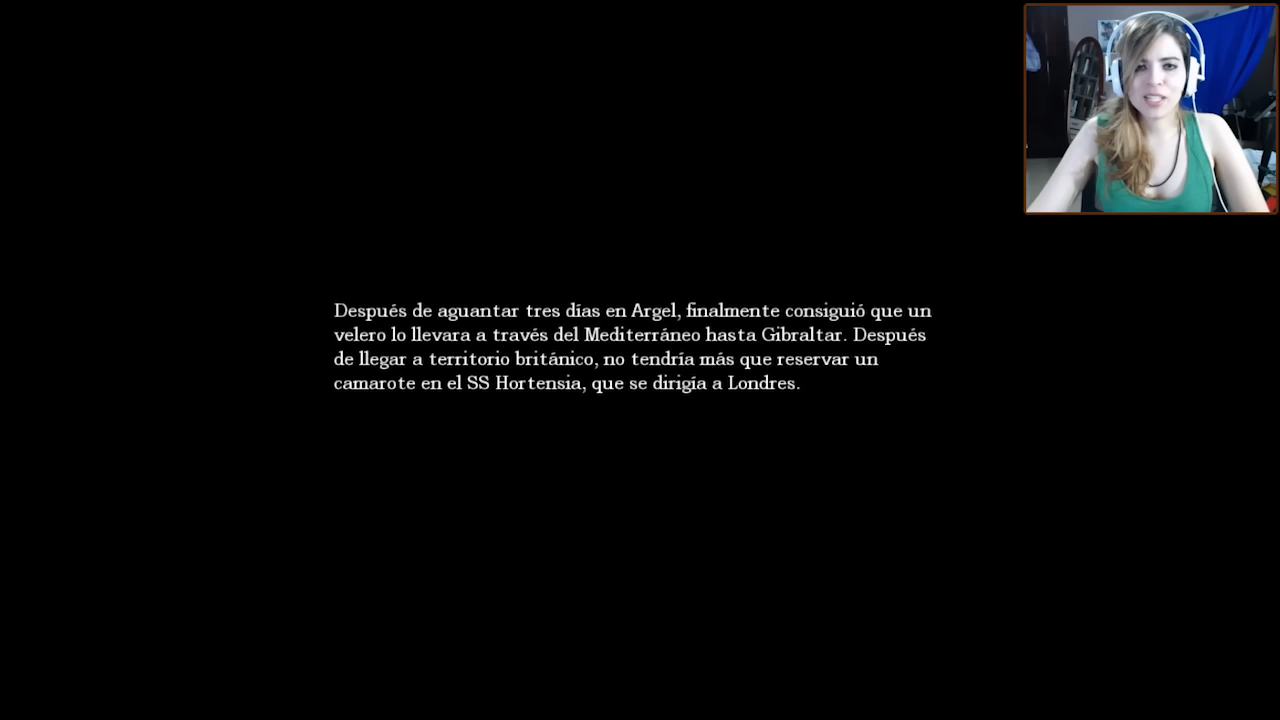 Después de aguantar tres días en Argel, finalmente consiguió que un
velero lo llevara a través del Mediterráneo hasta Gibraltar. Después
de llegar a territorio británico, no tendría más que reservar un
camarote en el SS Hortensia, que se dirigía a Londres.